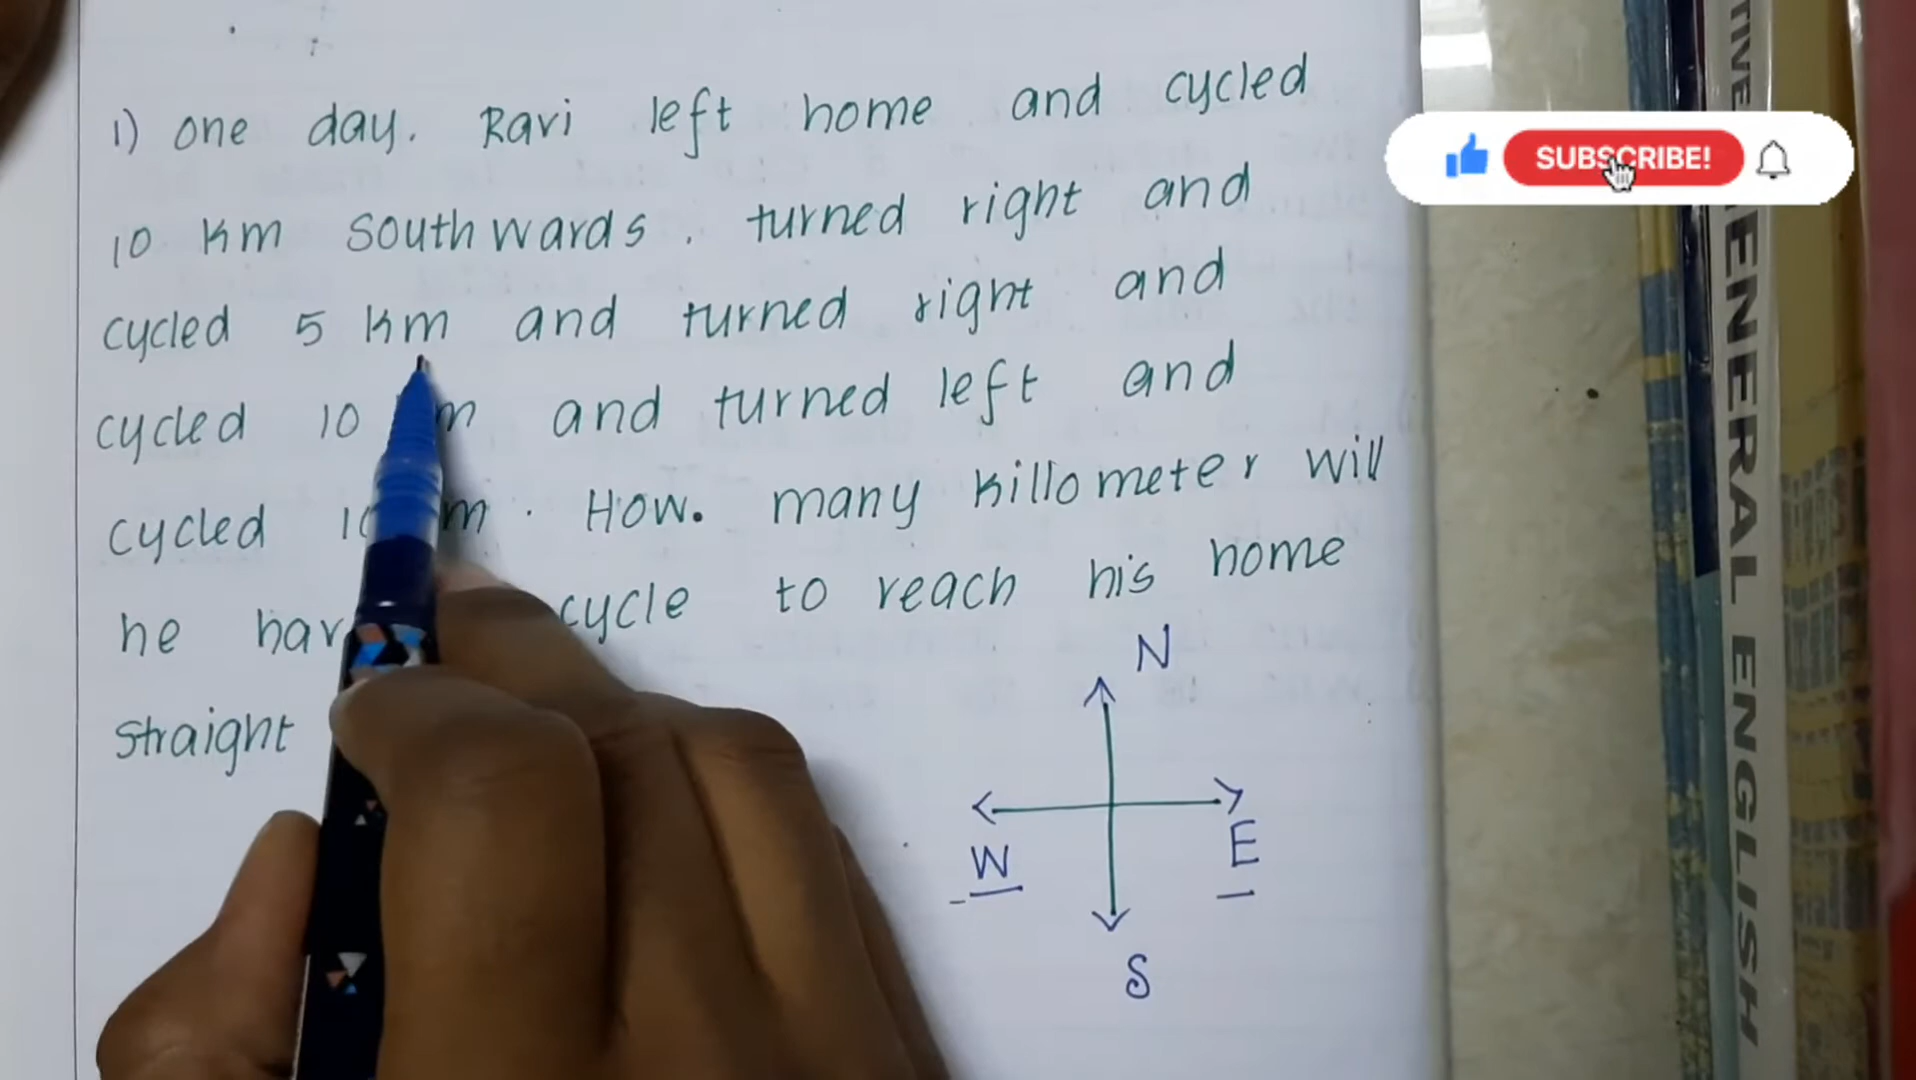 1) one day. Ravi left home and cycled
10 km southwards. turned right and
cycled 5 km and turned right and
cycled 10 and turned left and
cycled . How. many killometer will
he cycle to reach his home
straight
N
W
E
S
SUBSCRIBE!
ENERAL ENGLISH